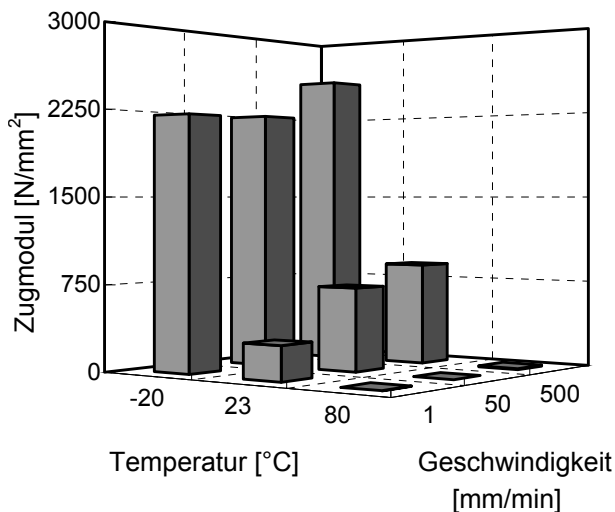 3000
2250
1500
750
0
Zugmodul [N/mm²]
-20
23
80
1
50
500
Temperatur [°C]
Geschwindigkeit
[mm/min]